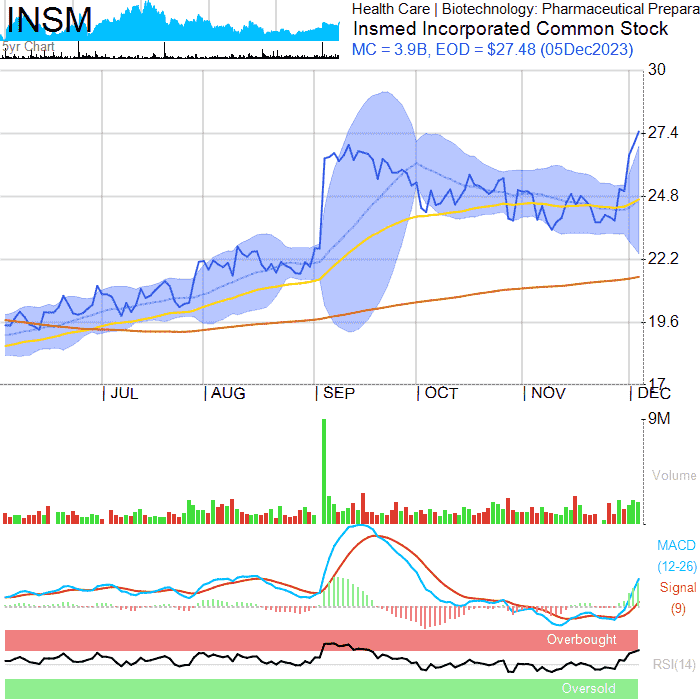 INSM
5yr Chart
Health Care | Biotechnology: Pharmaceutical Prepara
Insmed Incorporated Common Stock
MC = 3.9B, EOD = $27.48 (05Dec2023)
30
27.4
24.8
22.2
19.6
17
| JUL | AUG | SEP | OCT | NOV | DEC
9M
Volume
MACD
(12-26)
Signal
(9)
Overbought
RSI(14)
Oversold